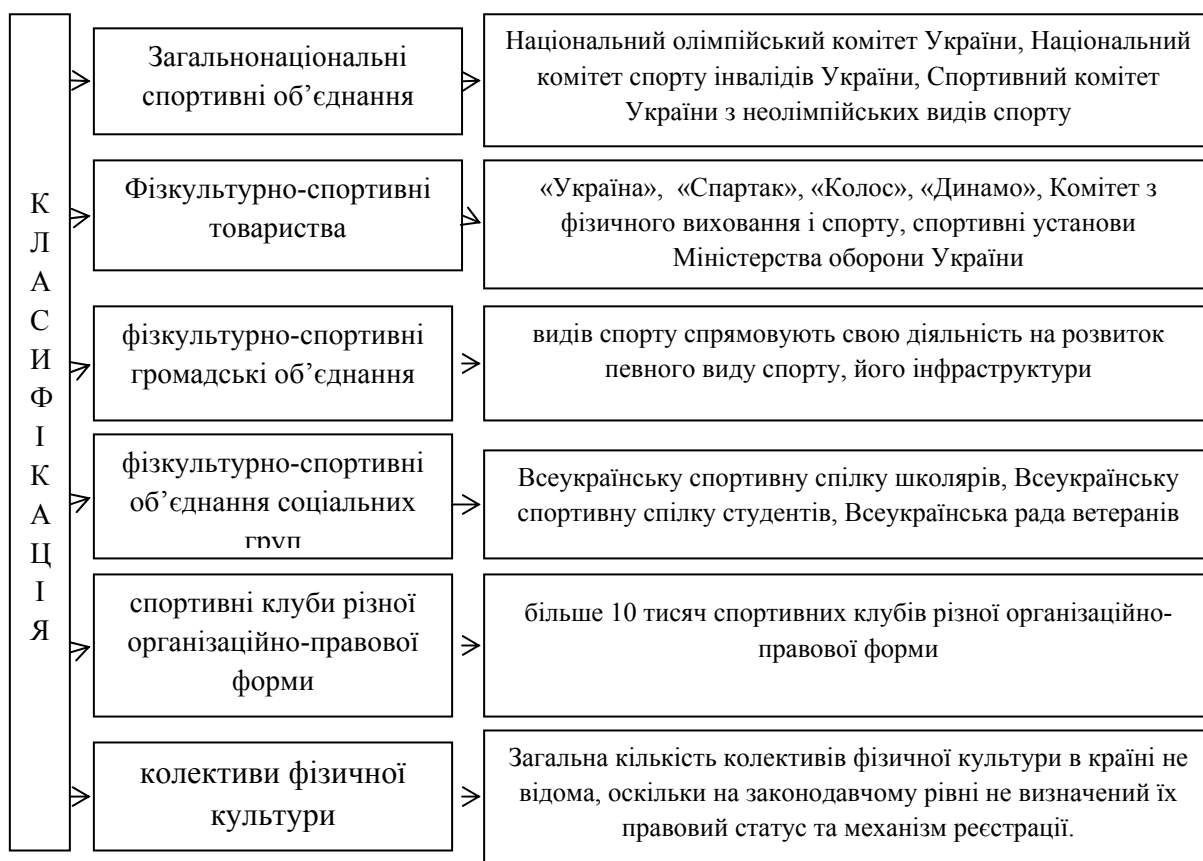 КЛАСИФІКАЦІЯ
Загальнонаціональні
спортивні об’єднання
Національний олімпійський комітет України, Національний
комітет спорту інвалідів України, Спортивний комітет
України з неолімпійських видів спорту
Фізкультурно-спортивні
товариства
«Україна», «Спартак», «Колос», «Динамо», Комітет з
фізичного виховання і спорту, спортивні установи
Міністерства оборони України
фізкультурно-спортивні
громадські об’єднання
видів спорту спрямовують свою діяльність на розвиток
певного виду спорту, його інфраструктури
фізкультурно-спортивні
об’єднання соціальних
груп
Всеукраїнську спортивну спілку школярів, Всеукраїнську
спортивну спілку студентів, Всеукраїнська рада ветеранів
спортивні клуби різної
організаційно-правової
форми
більше 10 тисяч спортивних клубів різної організаційно-
правової форми
колективи фізичної
культури
Загальна кількість колективів фізичної культури в країні не
відома, оскільки на законодавчому рівні не визначений їх
правовий статус та механізм реєстрації.